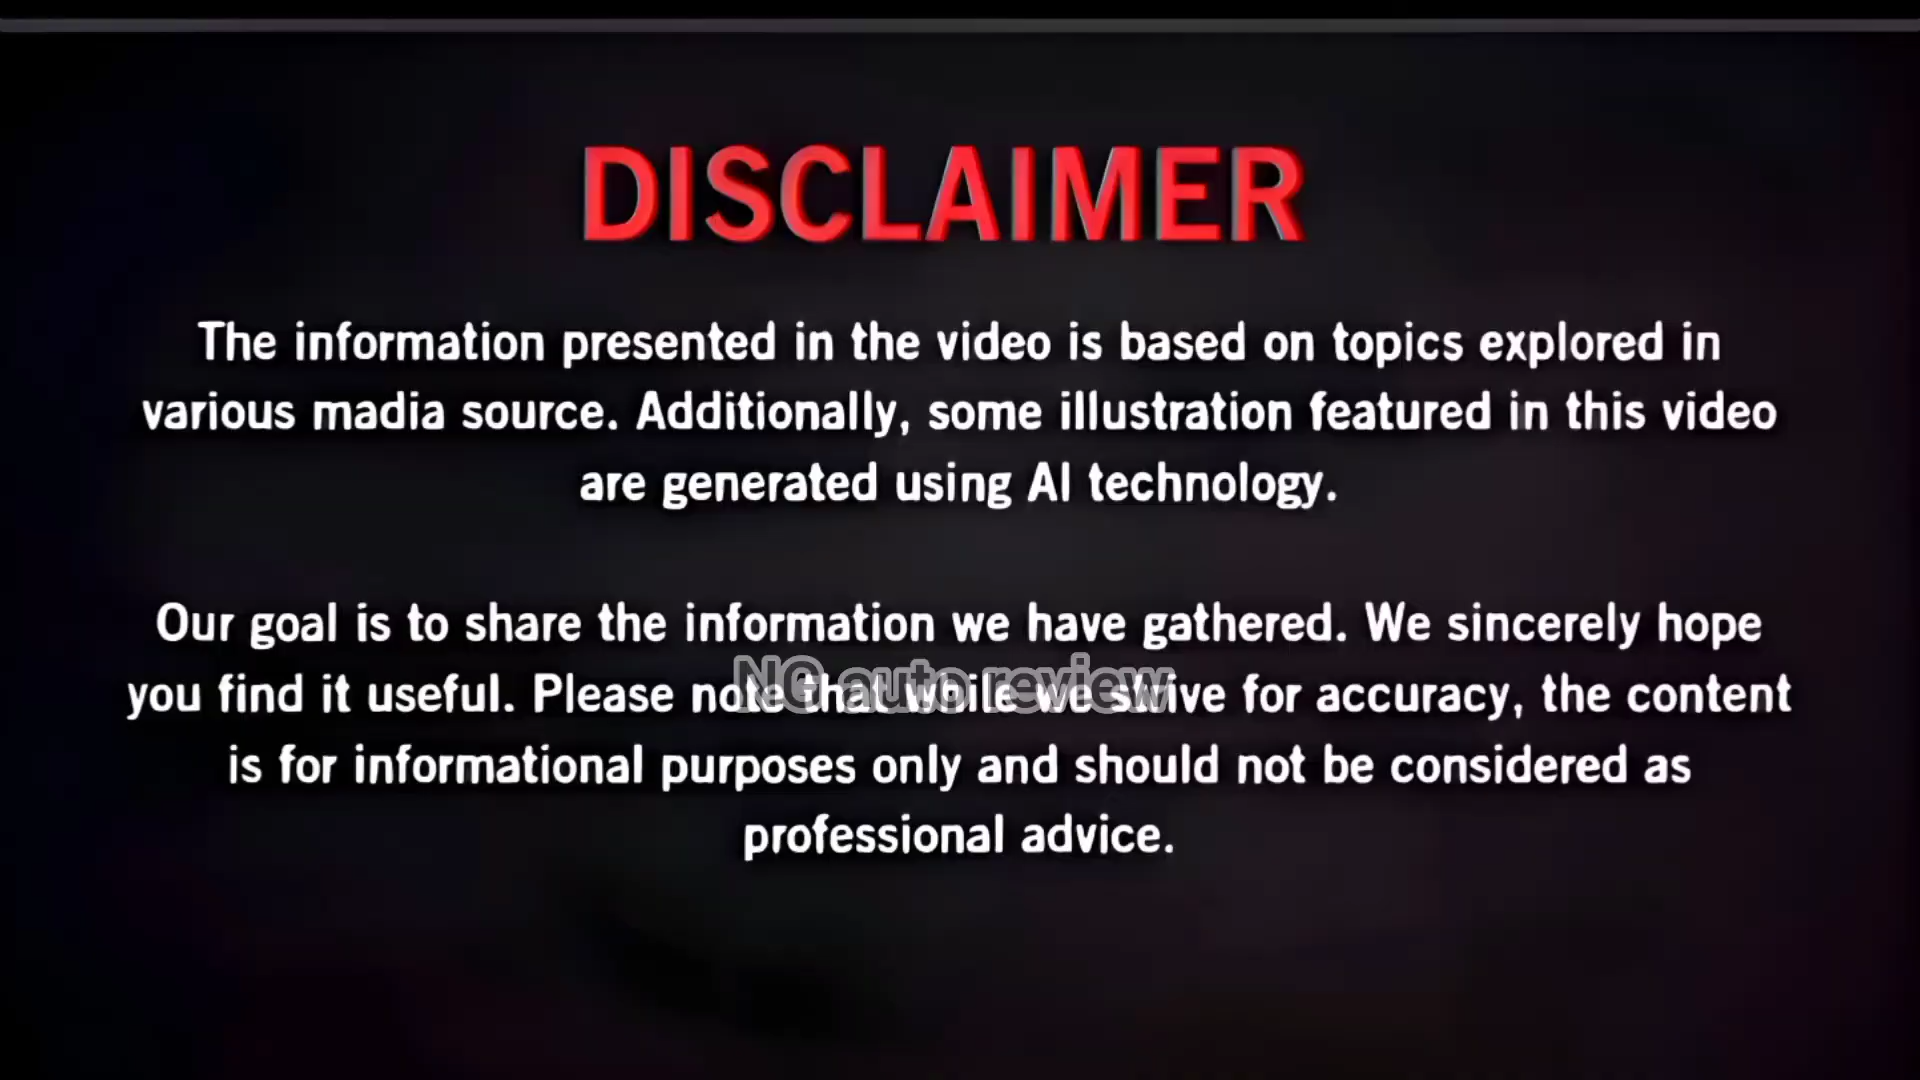 DISCLAIMER
The information presented in the video is based on topics explored in
various madia source. Additionally, some illustration featured in this video
are generated using AI technology.
Our goal is to share the information we have gathered. We sincerely hope
you find it useful. Please note that while we strive for accuracy, the content
NG auto review
is for informational purposes only and should not be considered as
professional advice.